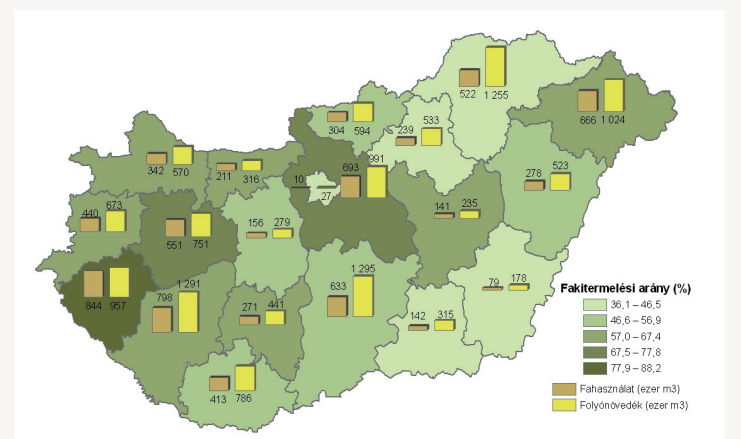 522 1 255
666 1 024
304 594
239 533
342 570
211 316
10 27
693 991
278 523
440 673
551 751
156 279
141 235
844 957
798 1 291
271 441
633 1 295
79 178
142 315
413 786
Fakitermelési arány (%)
36,1 – 46,5
46,6 – 56,9
57,0 – 67,4
67,5 – 77,8
77,9 – 88,2
Fahasználat (ezer m3)
Folyónövedék (ezer m3)